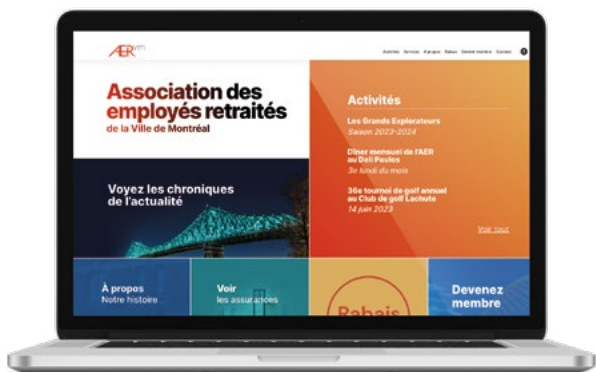 AERVM
Activités Services À propos Rabais Devenir membre Contact
Association des
employés retraités
de la Ville de Montréal
Activités
Les Grands Explorateurs
Saison 2023-2024
Dîner mensuel de l'AER
au Deli Paulos
3e lundi du mois
36e tournoi de golf annuel
au Club de golf Lachute
14 juin 2023
Voir tout
Voyez les chroniques
de l'actualité
À propos
Notre histoire
Voir
les assurances
Rabais
Devenez
membre